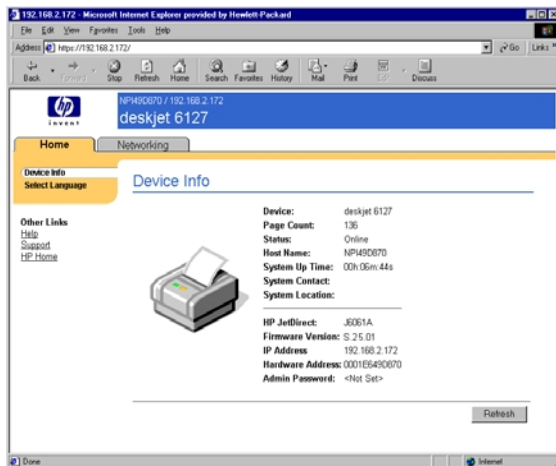 192.168.2.172 - Microsoft Internet Explorer provided by Hewlett-Packard
File Edit View Favorites Tools Help
Address https://192.168.2.172/ Go Links »
Back Forward Stop Refresh Home Search Favorites History Mail Print Edit Discuss
hp
invent
NPI49D870 / 192.168.2.172
deskjet 6127
Home Networking
Device Info
Select Language
Other Links
Help
Support
HP Home
Device Info
Device: deskjet 6127
Page Count: 136
Status: Online
Host Name: NPI49D870
System Up Time: 00h:06m:44s
System Contact:
System Location:
HP JetDirect: J6061A
Firmware Version: S.25.01
IP Address 192.168.2.172
Hardware Address: 0001E649D870
Admin Password: <Not Set>
Refresh
Done Internet